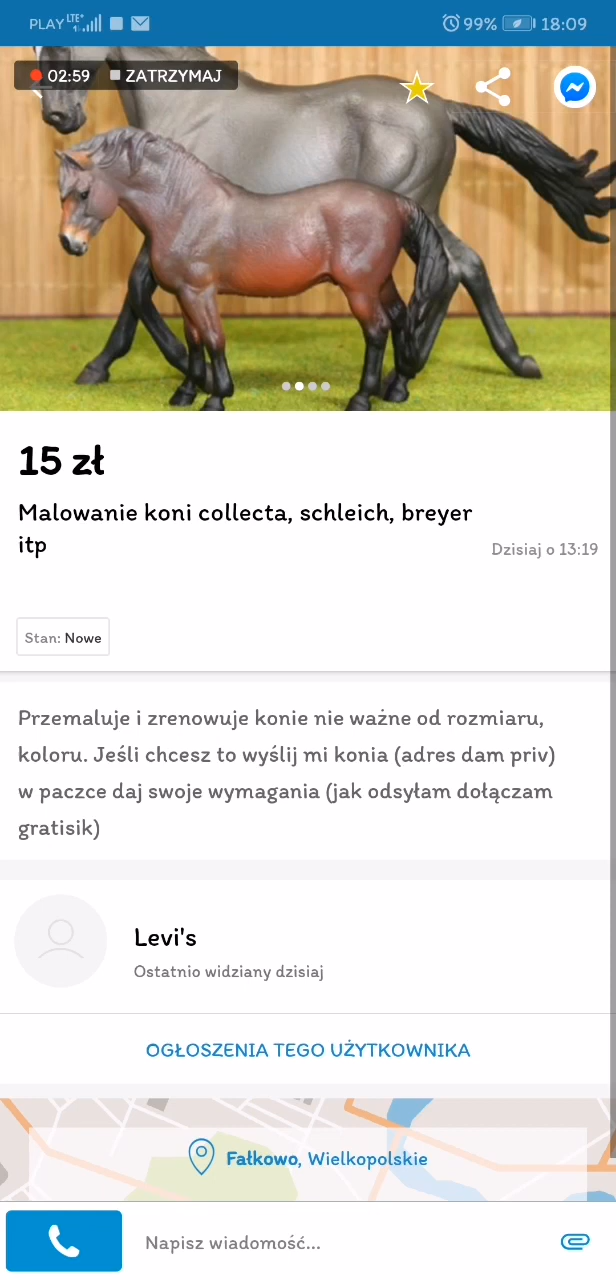 PLAY LTE+ 99% 18:09
02:59 ZATRZYMAJ
15 zł
Malowanie koni collecta, schleich, breyer
itp
Dzisiaj o 13:19
Stan: Nowe
Przemaluje i zrenowuje konie nie ważne od rozmiaru,
koloru. Jeśli chcesz to wyślij mi konia (adres dam priv)
w paczce daj swoje wymagania (jak odsyłam dołączam
gratisik)
Levi's
Ostatnio widziany dzisiaj
OGŁOSZENIA TEGO UŻYTKOWNIKA
Fałkowo, Wielkopolskie
Napisz wiadomość...